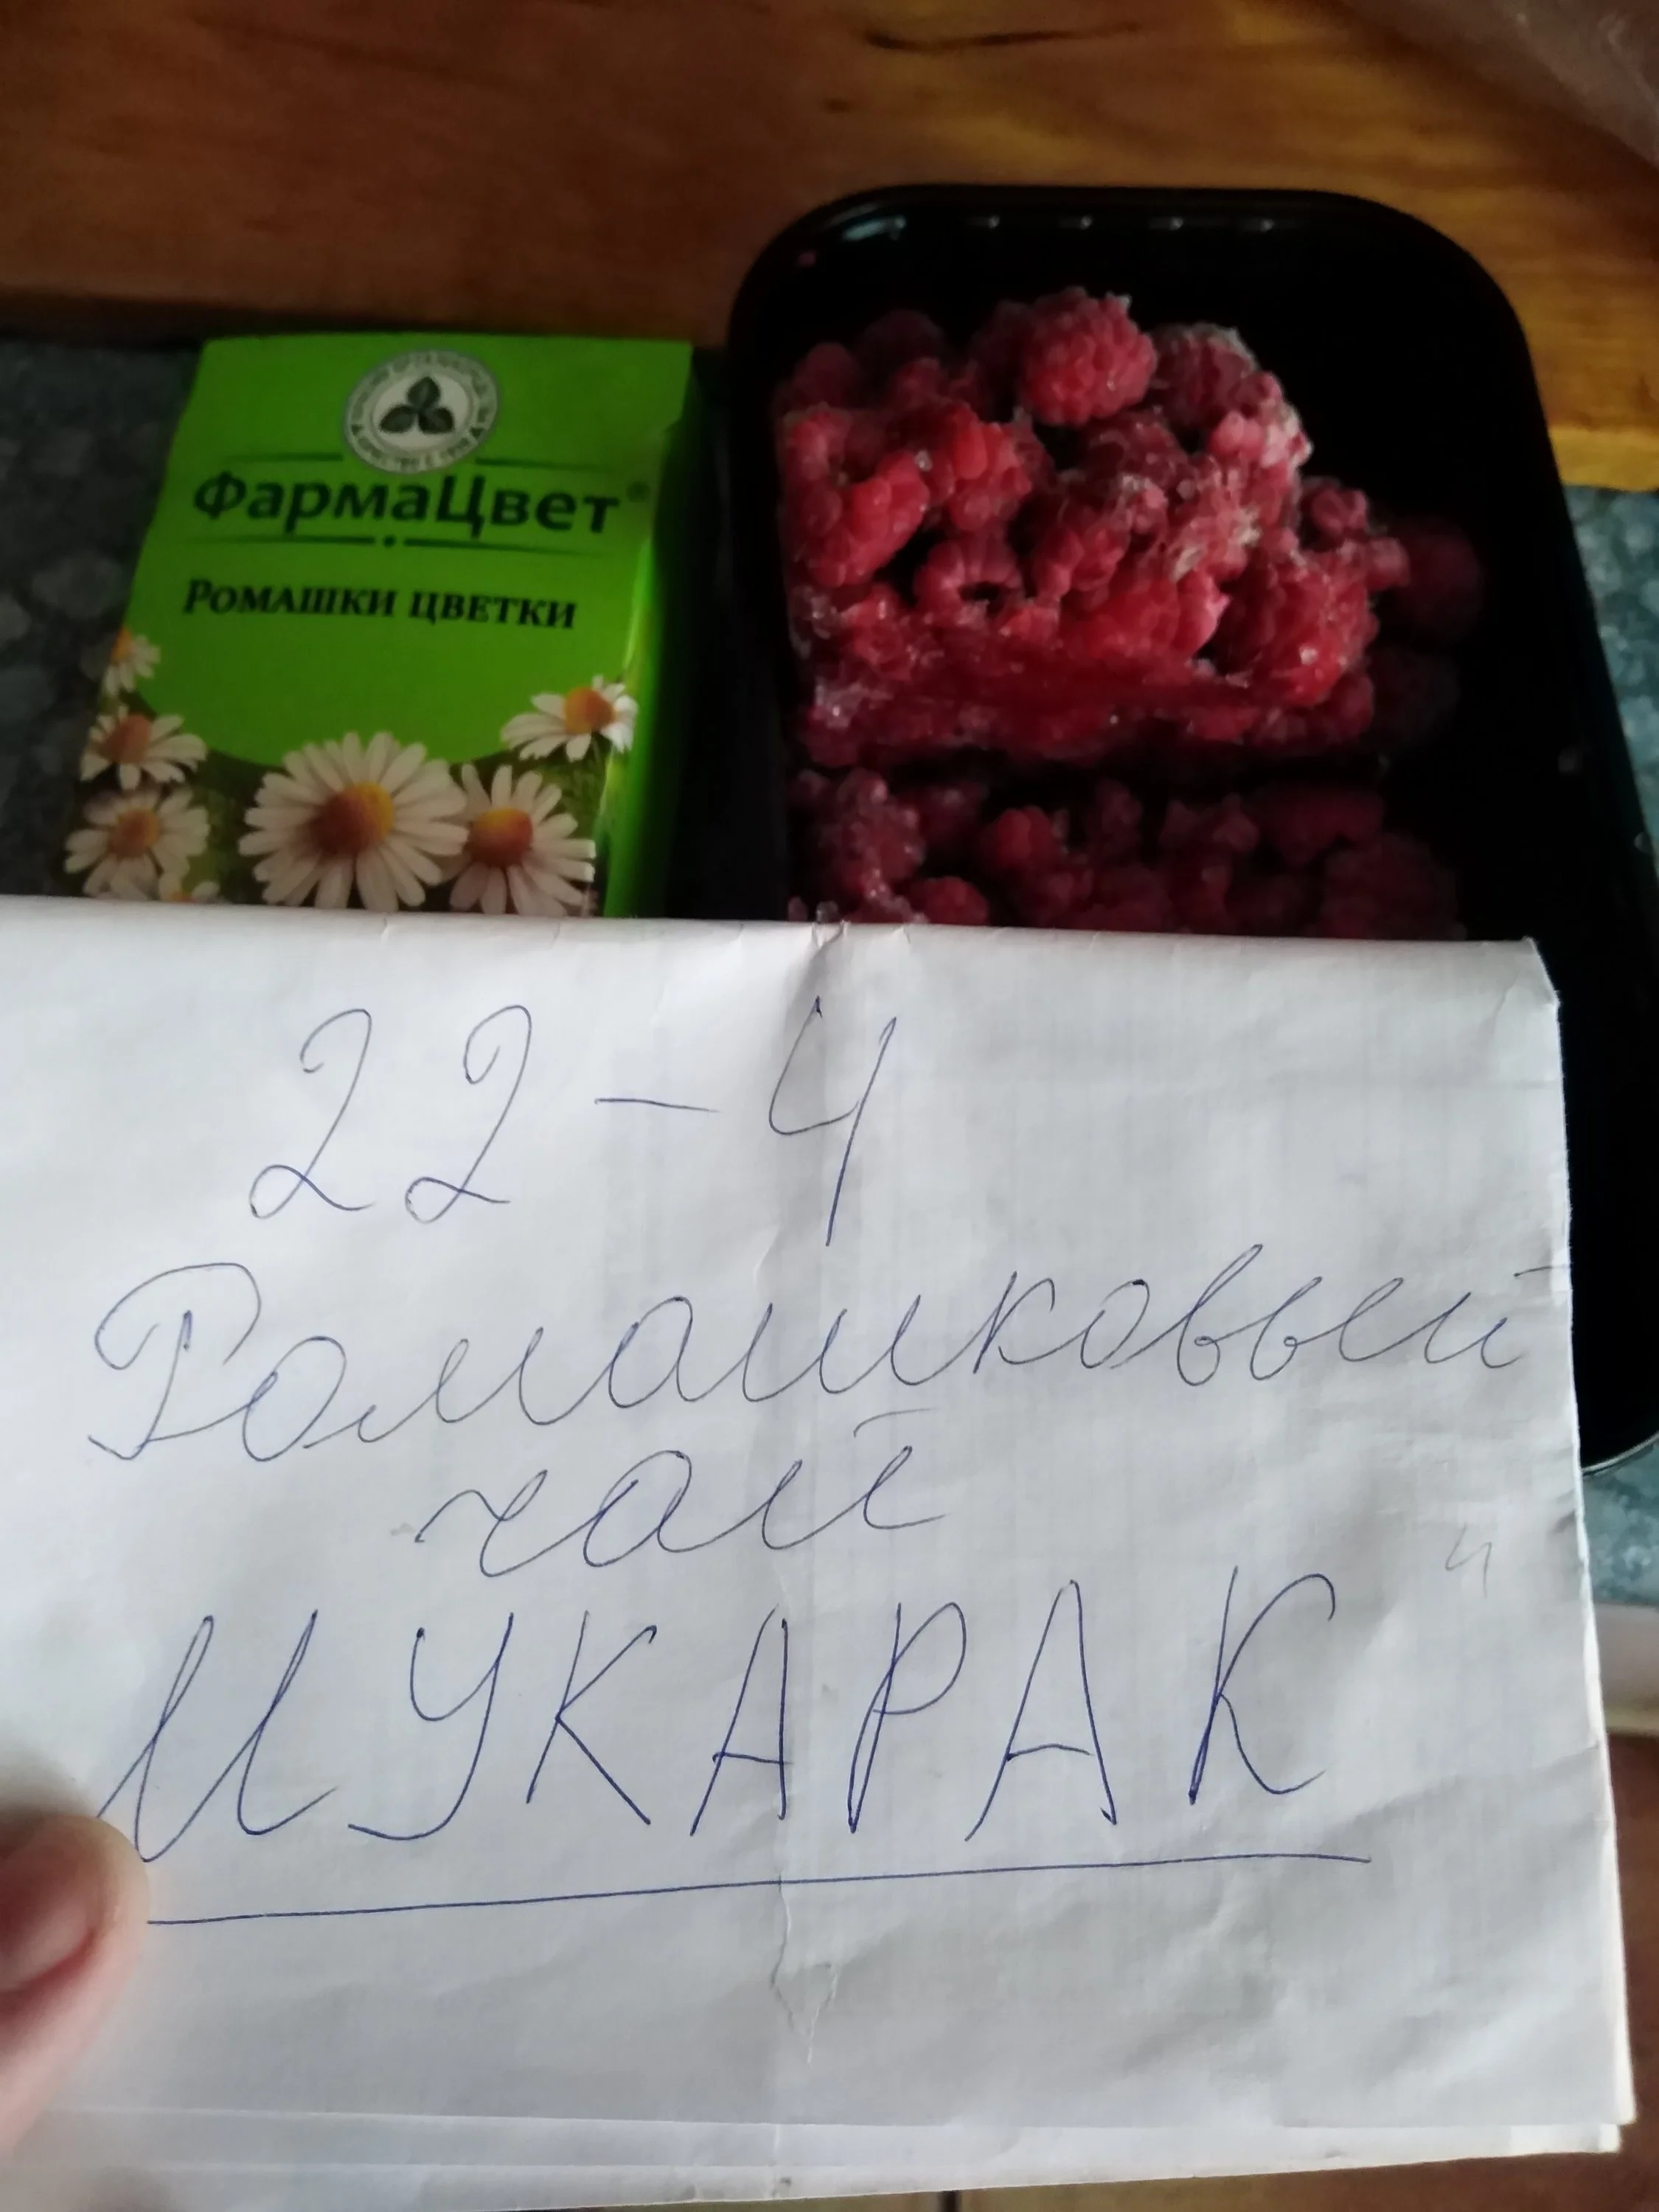 ФармаЦвет®
РОМАШКИ ЦВЕТКИ
22-4
Ромашковый
чай
ИУКАРАК